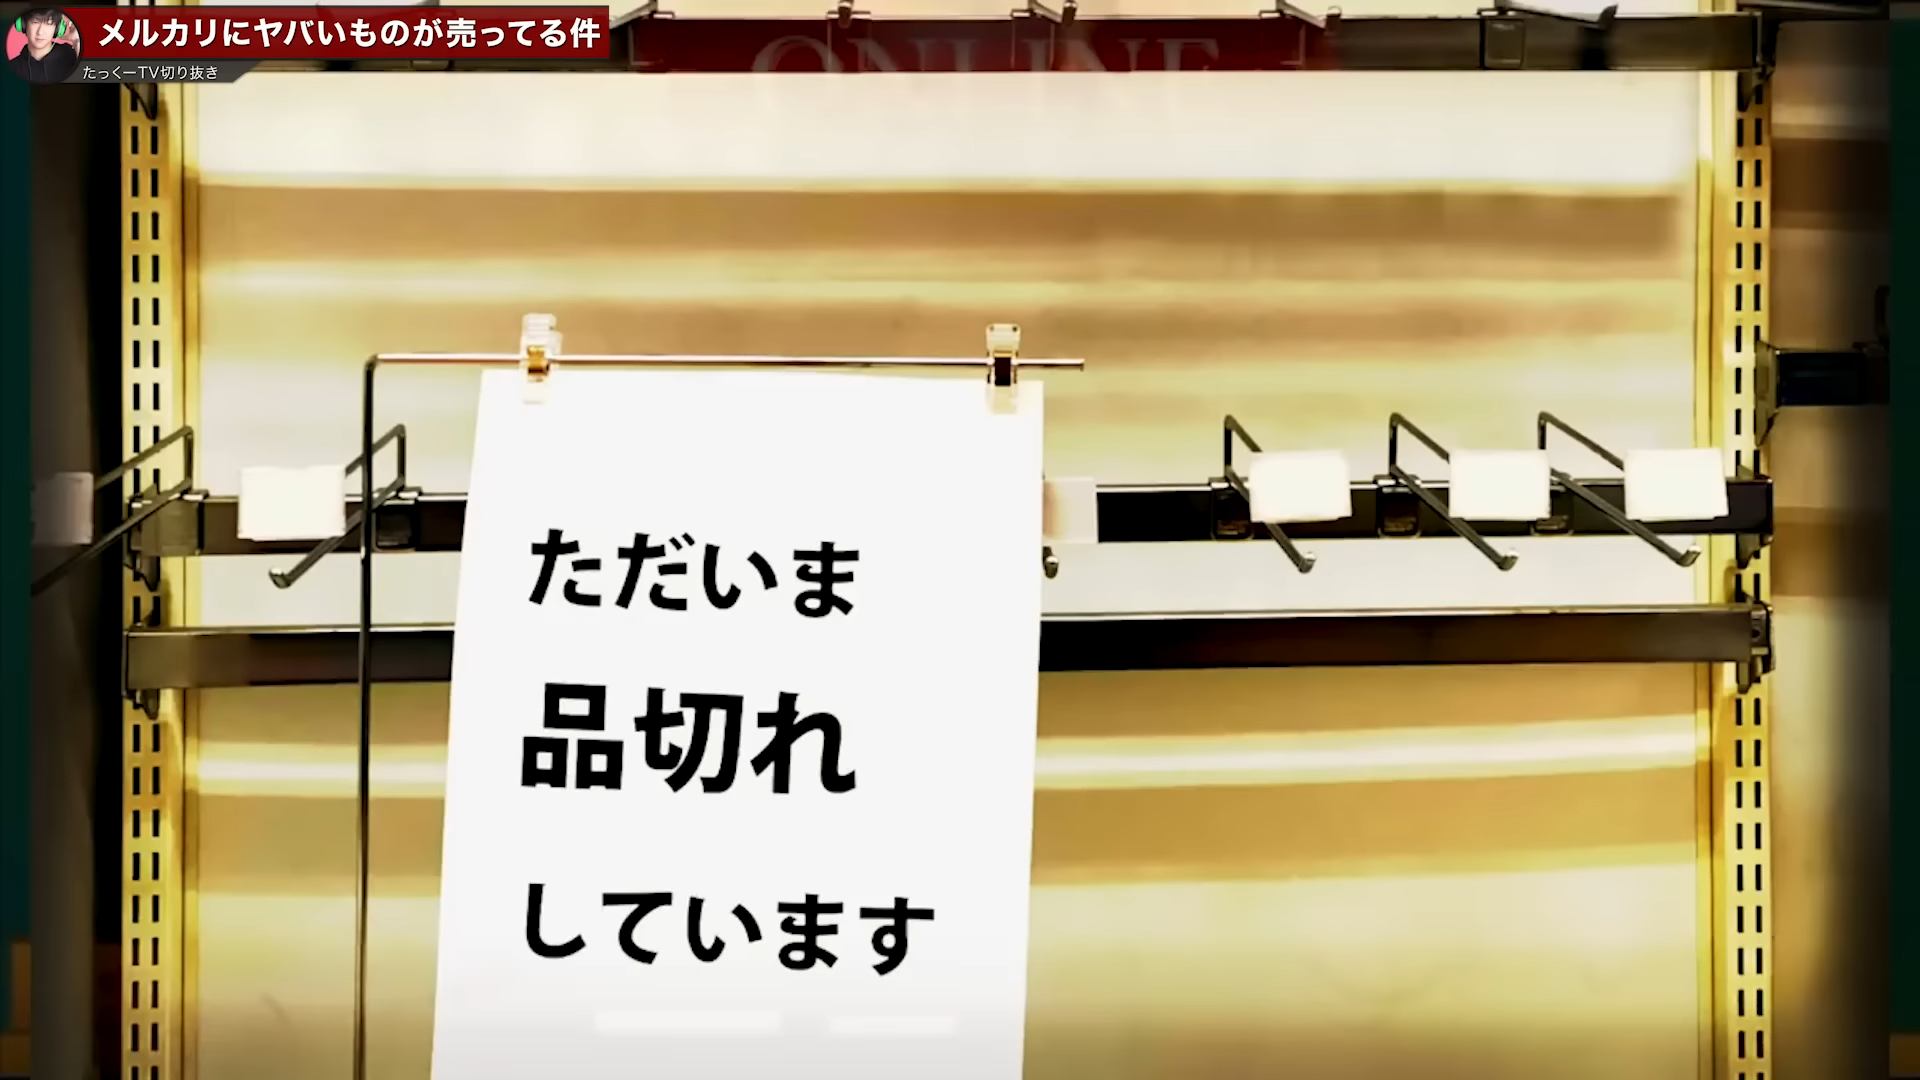 メルカリにヤバいものが売ってる件
たっくーTV切り抜き
ONLINE
ただいま
品切れ
しています